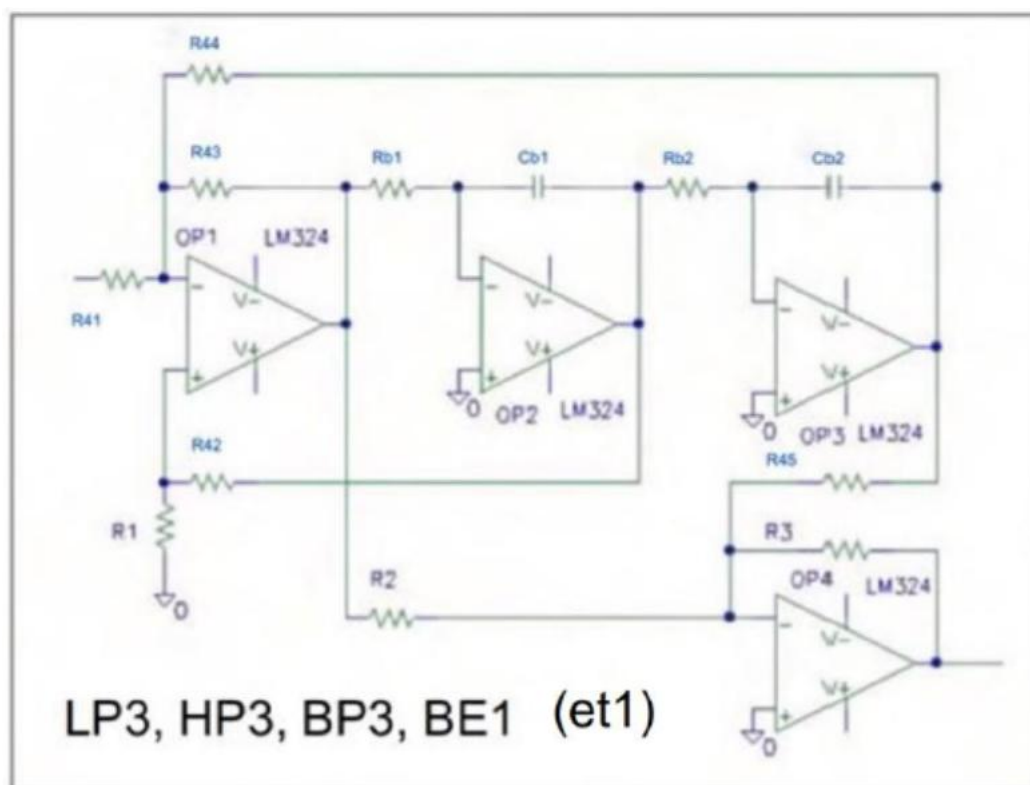 R44
R43
Rb1
Cb1
Rb2
Cb2
OP1
LM324
R41
-
V-
V+
+
-
V-
V+
+
0
OP2
LM324
-
V-
V+
+
0
OP3
LM324
R42
R45
R1
0
R2
R3
OP4
LM324
-
V-
V+
+
0
LP3, HP3, BP3, BE1 (et1)